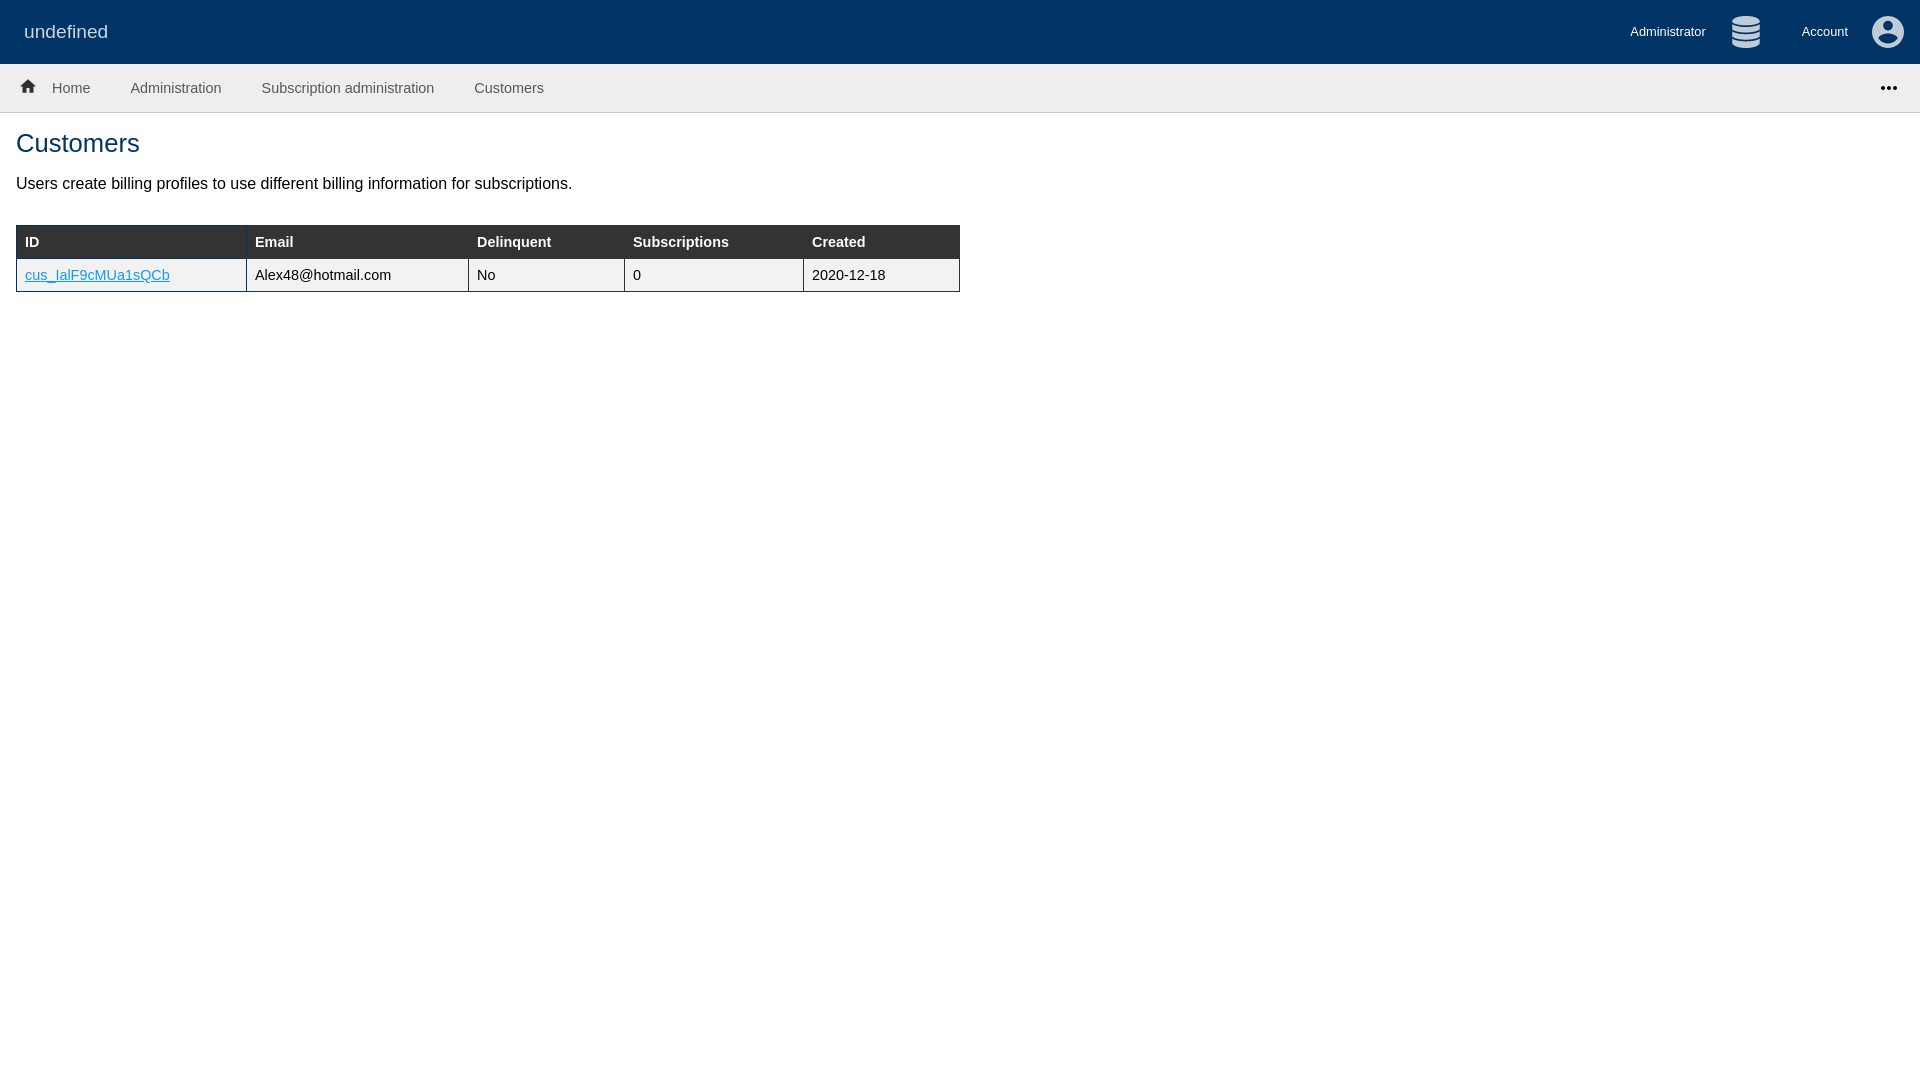 undefined
Administrator
Account
Home
Administration
Subscription administration
Customers
Customers
Users create billing profiles to use different billing information for subscriptions.
ID Email Delinquent Subscriptions Created
cus_IalF9cMUa1sQCb Alex48@hotmail.com No 0 2020-12-18